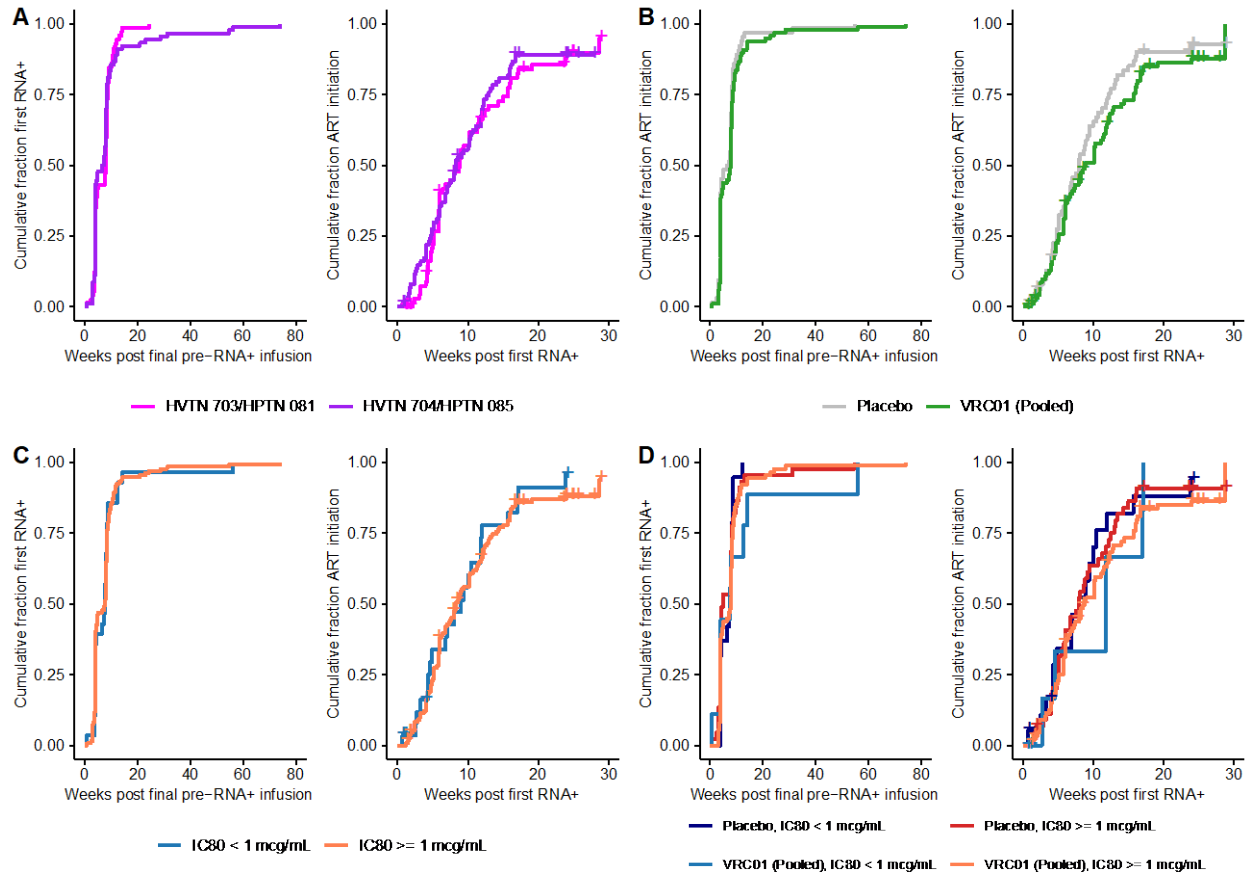 A
B
Cumulative fraction first RNA+
1.00
0.75
0.50
0.25
0.00
0 20 40 60 80
Weeks post final pre−RNA+ infusion
Cumulative fraction ART initiation
1.00
0.75
0.50
0.25
0.00
0 10 20 30
Weeks post first RNA+
HVTN 703/HPTN 081 HVTN 704/HPTN 085
Cumulative fraction first RNA+
1.00
0.75
0.50
0.25
0.00
0 20 40 60 80
Weeks post final pre−RNA+ infusion
Cumulative fraction ART initiation
1.00
0.75
0.50
0.25
0.00
0 10 20 30
Weeks post first RNA+
Placebo VRC01 (Pooled)
C
D
Cumulative fraction first RNA+
1.00
0.75
0.50
0.25
0.00
0 20 40 60 80
Weeks post final pre−RNA+ infusion
Cumulative fraction ART initiation
1.00
0.75
0.50
0.25
0.00
0 10 20 30
Weeks post first RNA+
IC80 < 1 mcg/mL IC80 >= 1 mcg/mL
Cumulative fraction first RNA+
1.00
0.75
0.50
0.25
0.00
0 20 40 60 80
Weeks post final pre−RNA+ infusion
Cumulative fraction ART initiation
1.00
0.75
0.50
0.25
0.00
0 10 20 30
Weeks post first RNA+
Placebo, IC80 < 1 mcg/mL Placebo, IC80 >= 1 mcg/mL
VRC01 (Pooled), IC80 < 1 mcg/mL VRC01 (Pooled), IC80 >= 1 mcg/mL